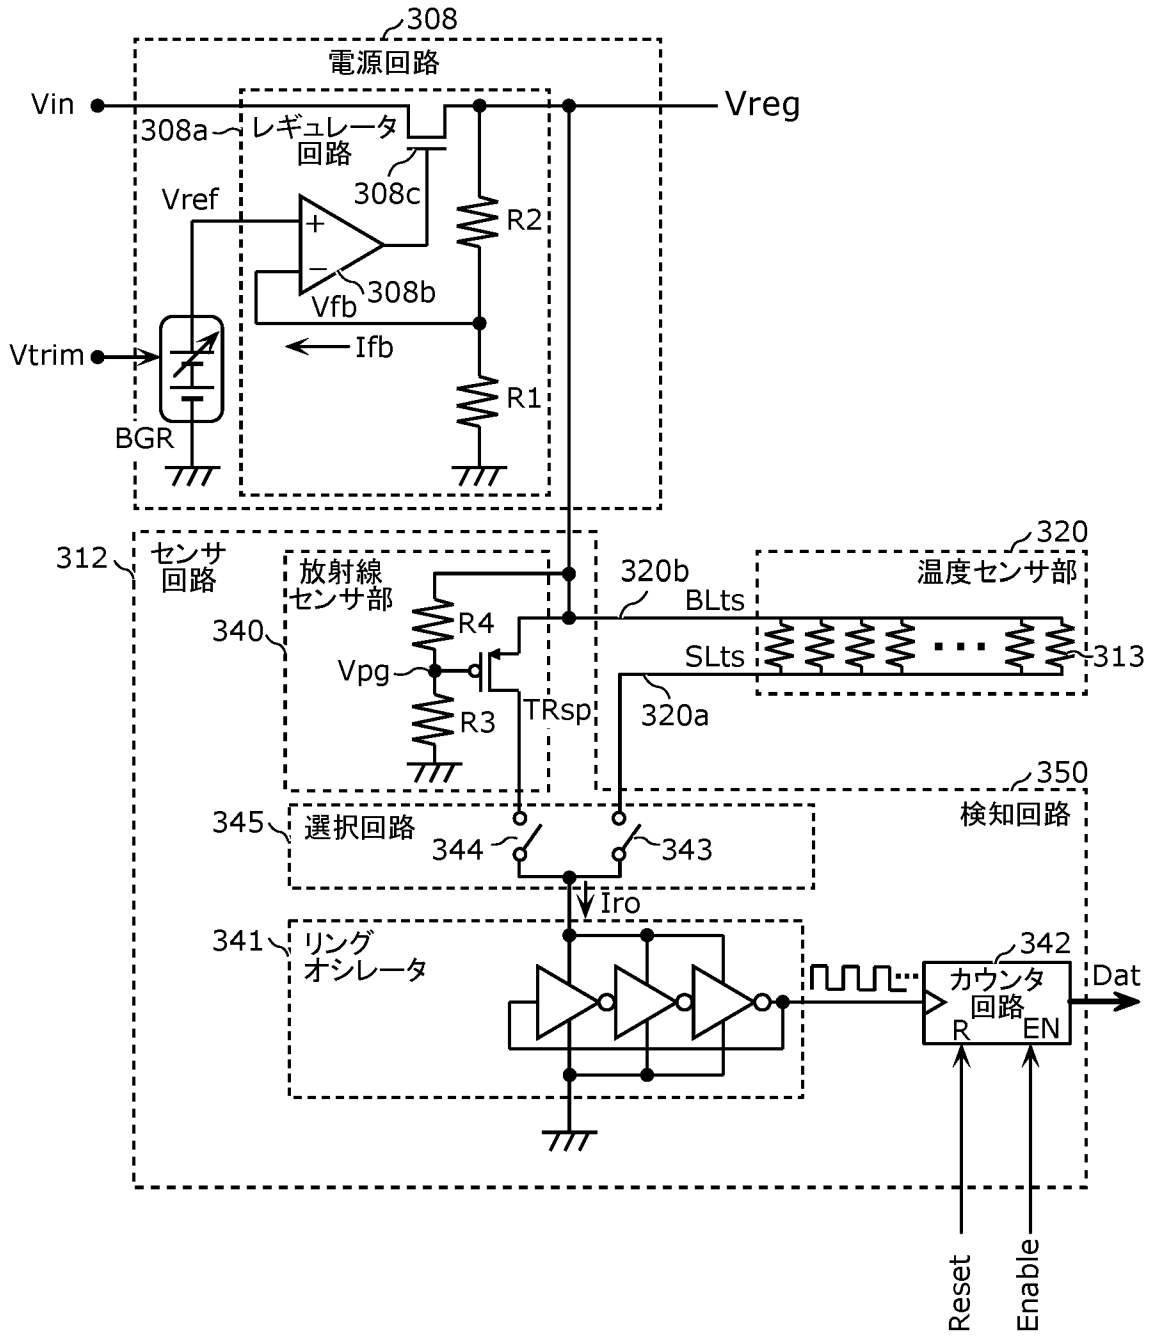 308
電源回路
Vin
Vreg
308a
レギュレータ
回路
308c
Vref
R2
+
−
308b
Vfb
Ifb
Vtrim
R1
BGR
312
センサ
回路
放射線
センサ部
320
温度センサ部
320b
BLts
340
R4
SLts
313
Vpg
R3
TRsp
320a
350
検知回路
345
選択回路
344
343
Iro
341
リング
オシレータ
342
カウンタ
回路
Dat
R
EN
Reset
Enable